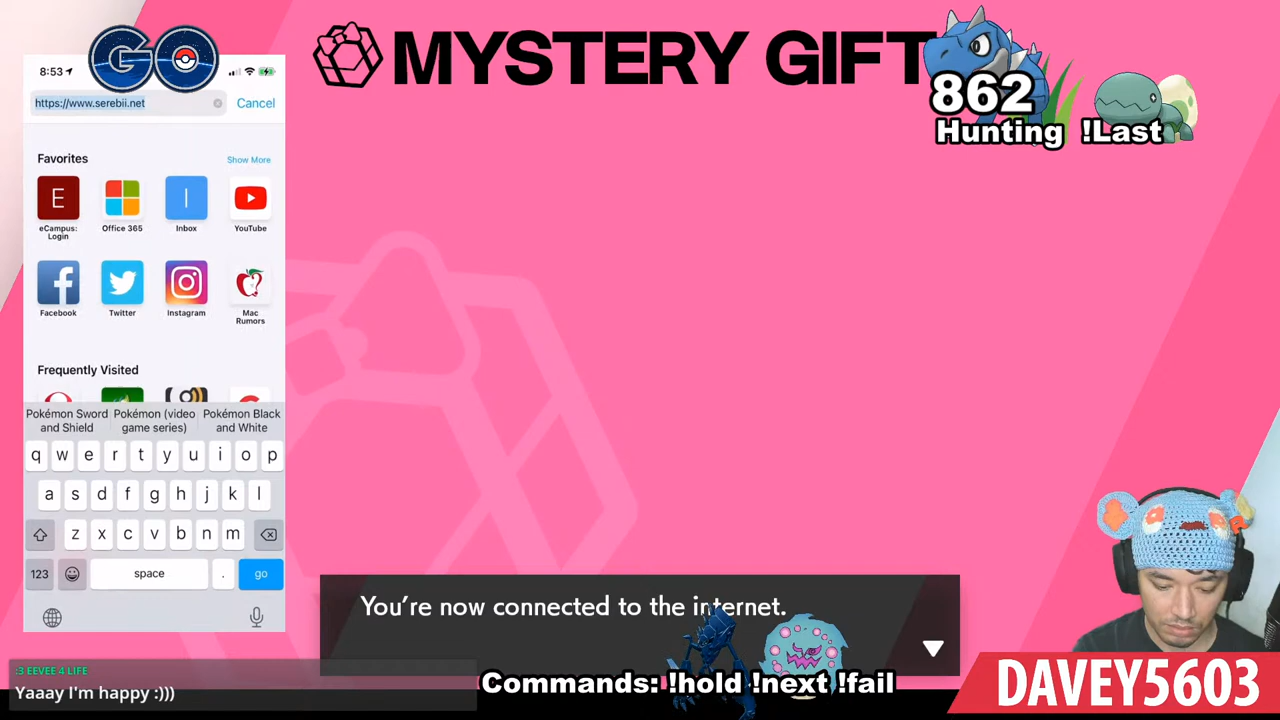 GO
MYSTERY GIFT
862
Hunting !Last
8:53
https://www.serebii.net
Cancel
Favorites
Show More
E
I
eCampus: Login
Office 365
Inbox
YouTube
Facebook
Twitter
Instagram
Mac Rumors
Frequently Visited
Pokémon Sword and Shield
Pokémon (video game series)
Pokémon Black and White
q w e r t y u i o p
a s d f g h j k l
z x c v b n m
123
space
.
go
You're now connected to the internet.
:3 EEVEE 4 LIFE
Yaaay I'm happy :)))
Commands: !hold !next !fail
DAVEY5603